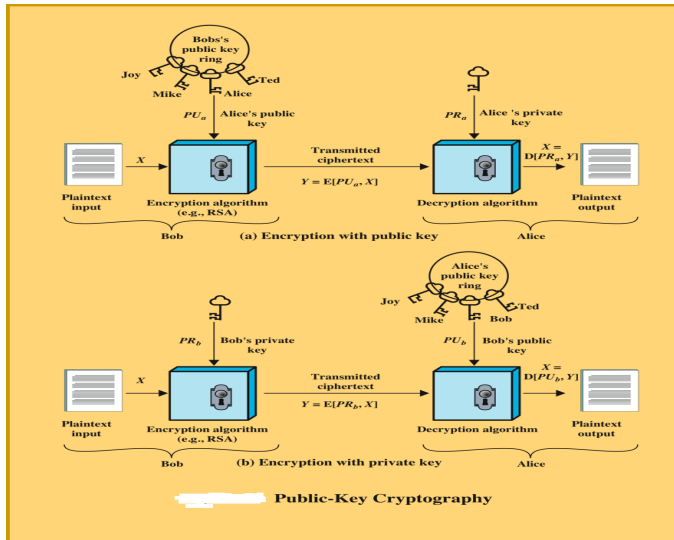 Bobs's
public key
ring
Joy
Ted
Mike
Alice
PUa
Alice's public
key
PRa
Alice 's private
key
X
Transmitted
ciphertext
X =
D[PRa, Y]
Y = E[PUa, X]
Plaintext
input
Encryption algorithm
(e.g., RSA)
Decryption algorithm
Plaintext
output
Bob
(a) Encryption with public key
Alice
Alice's
public key
ring
Joy
Ted
Mike
Bob
PRb
Bob's private
key
PUb
Bob's public
key
X
Transmitted
ciphertext
X =
D[PUb, Y]
Y = E[PRb, X]
Plaintext
input
Encryption algorithm
(e.g., RSA)
Decryption algorithm
Plaintext
output
Bob
(b) Encryption with private key
Alice
Public-Key Cryptography